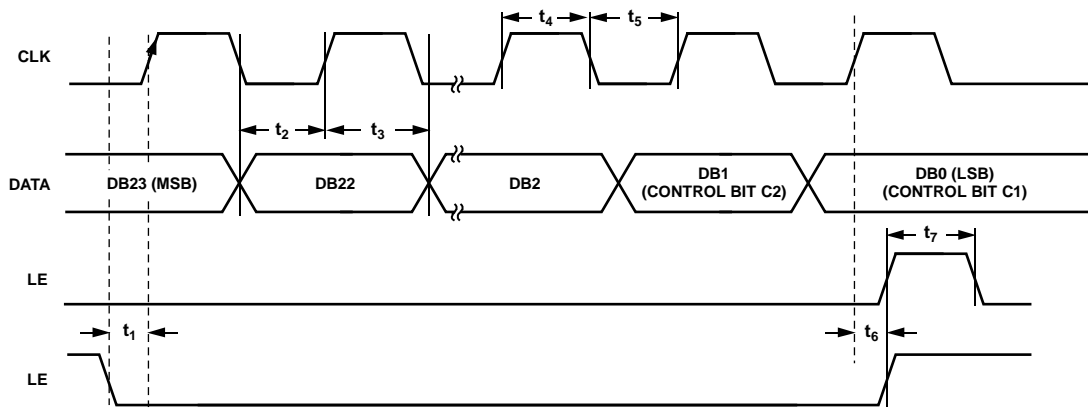 CLK
t4
t5
t2
t3
DATA
DB23 (MSB)
DB22
DB2
DB1
(CONTROL BIT C2)
DB0 (LSB)
(CONTROL BIT C1)
t7
LE
t1
t6
LE